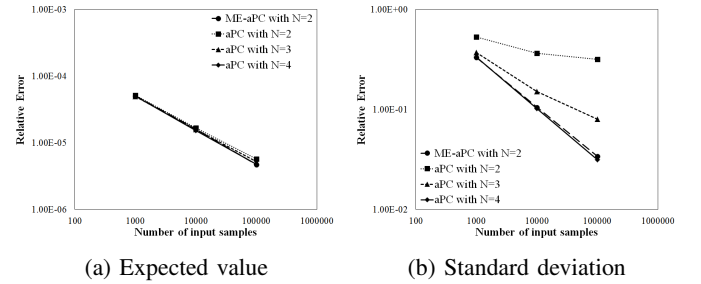 1.00E-03
1.00E-04
1.00E-05
1.00E-06
Relative Error
ME-aPC with N=2
aPC with N=2
aPC with N=3
aPC with N=4
100
1000
10000
100000
1000000
Number of input samples
(a) Expected value
1.00E+00
1.00E-01
1.00E-02
Relative Error
ME-aPC with N=2
aPC with N=2
aPC with N=3
aPC with N=4
100
1000
10000
100000
1000000
Number of input samples
(b) Standard deviation